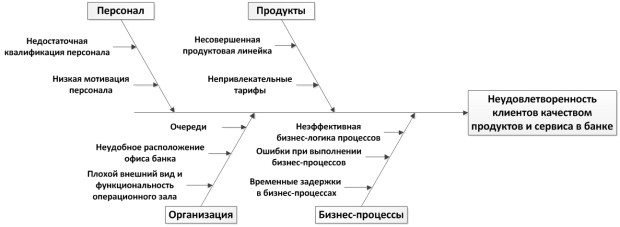 Персонал
Продукты
Недостаточная
квалификация персонала
Низкая мотивация
персонала
Несовершенная
продуктовая линейка
Непривлекательные
тарифы
Неудовлетворенность
клиентов качеством
продуктов и сервиса в банке
Очереди
Неудобное расположение
офиса банка
Плохой внешний вид и
функциональность
операционного зала
Неэффективная
бизнес-логика процессов
Ошибки при выполнении
бизнес-процессов
Временные задержки
в бизнес-процессах
Организация
Бизнес-процессы